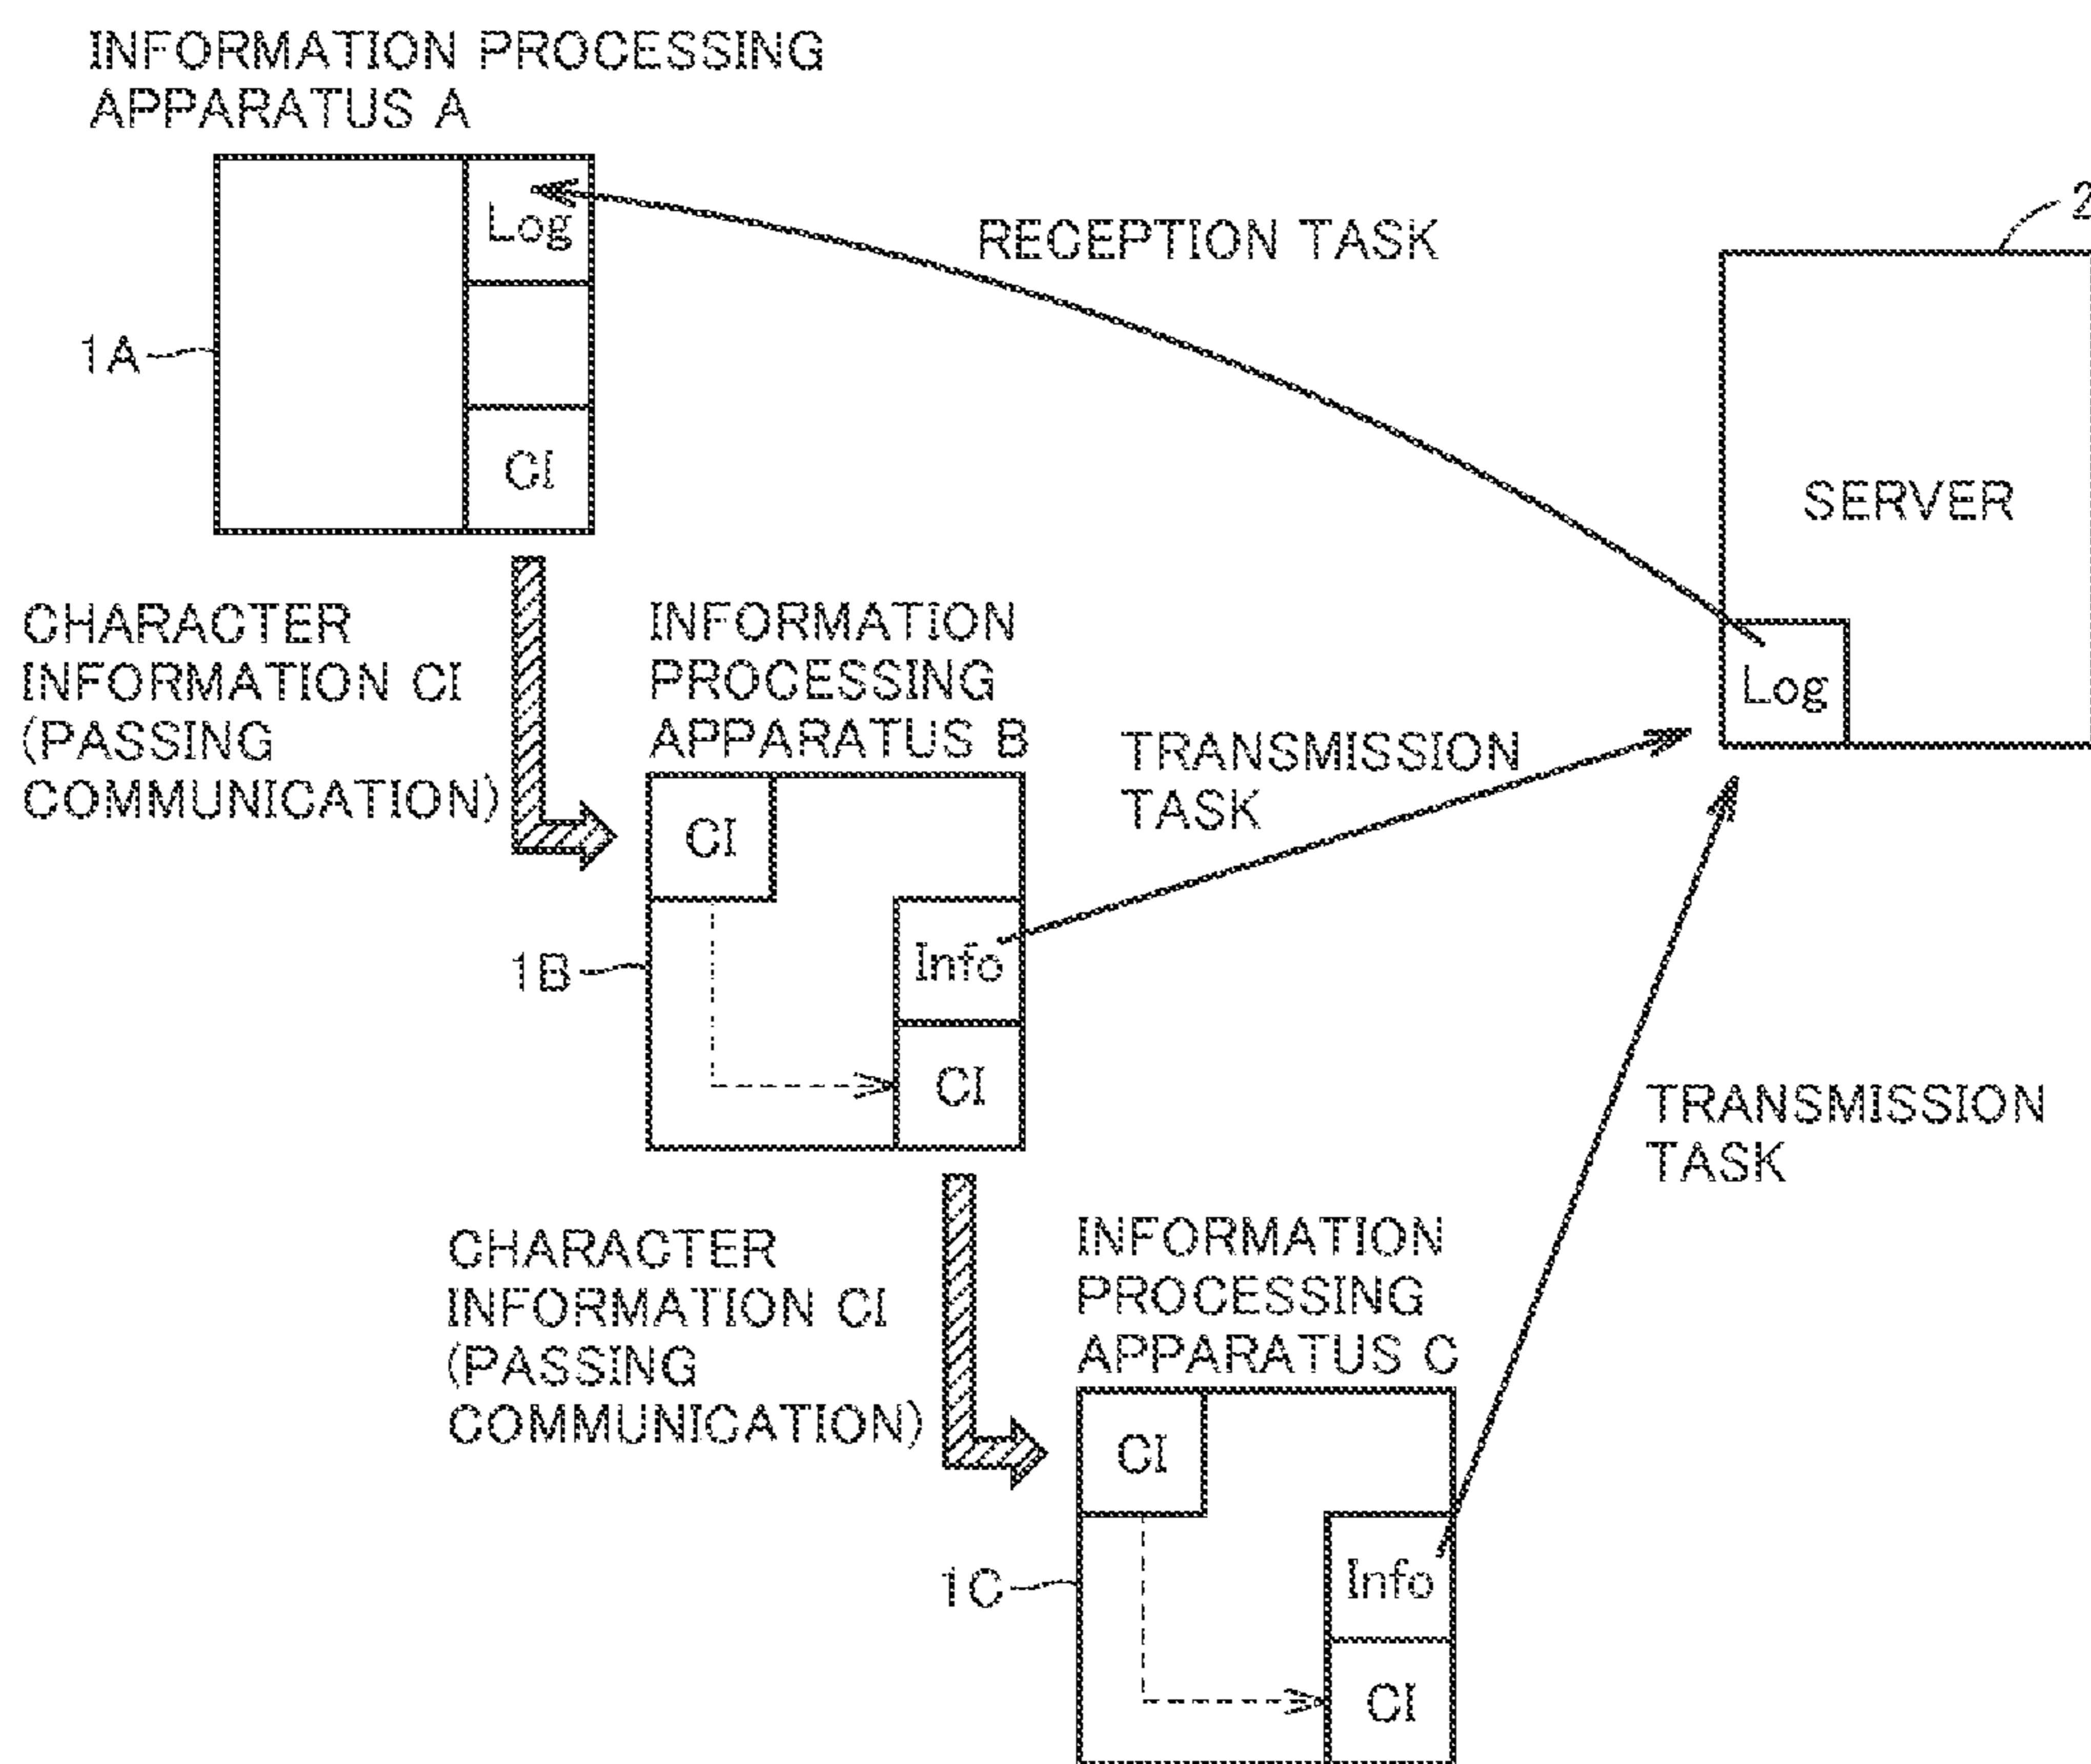 INFORMATION PROCESSING
APPARATUS A
Log
RECEPTION TASK
2
1A
SERVER
CI
CHARACTER
INFORMATION CI
(PASSING
COMMUNICATION)
INFORMATION
PROCESSING
APPARATUS B
Log
TRANSMISSION
TASK
CI
1B
Info
CI
TRANSMISSION
TASK
CHARACTER
INFORMATION CI
(PASSING
COMMUNICATION)
INFORMATION
PROCESSING
APPARATUS C
CI
1C
Info
CI